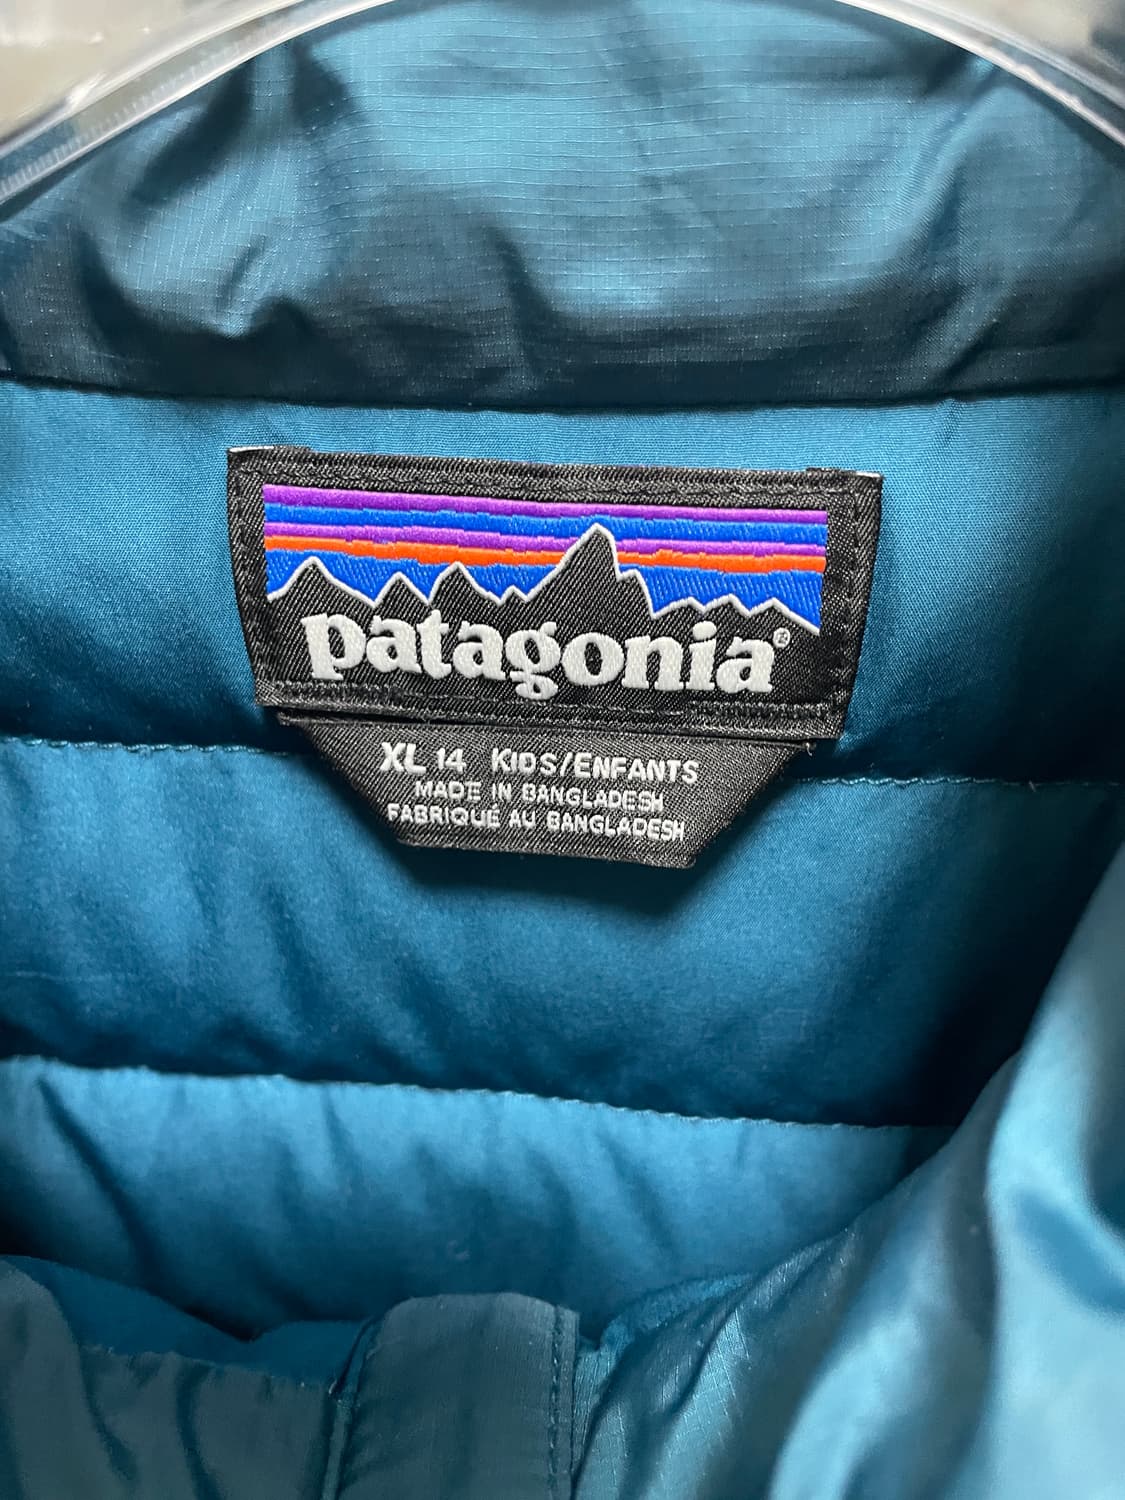 patagonia®
XL 14 KIDS/ENFANTS
MADE IN BANGLADESH
FABRIQUÉ AU BANGLADESH